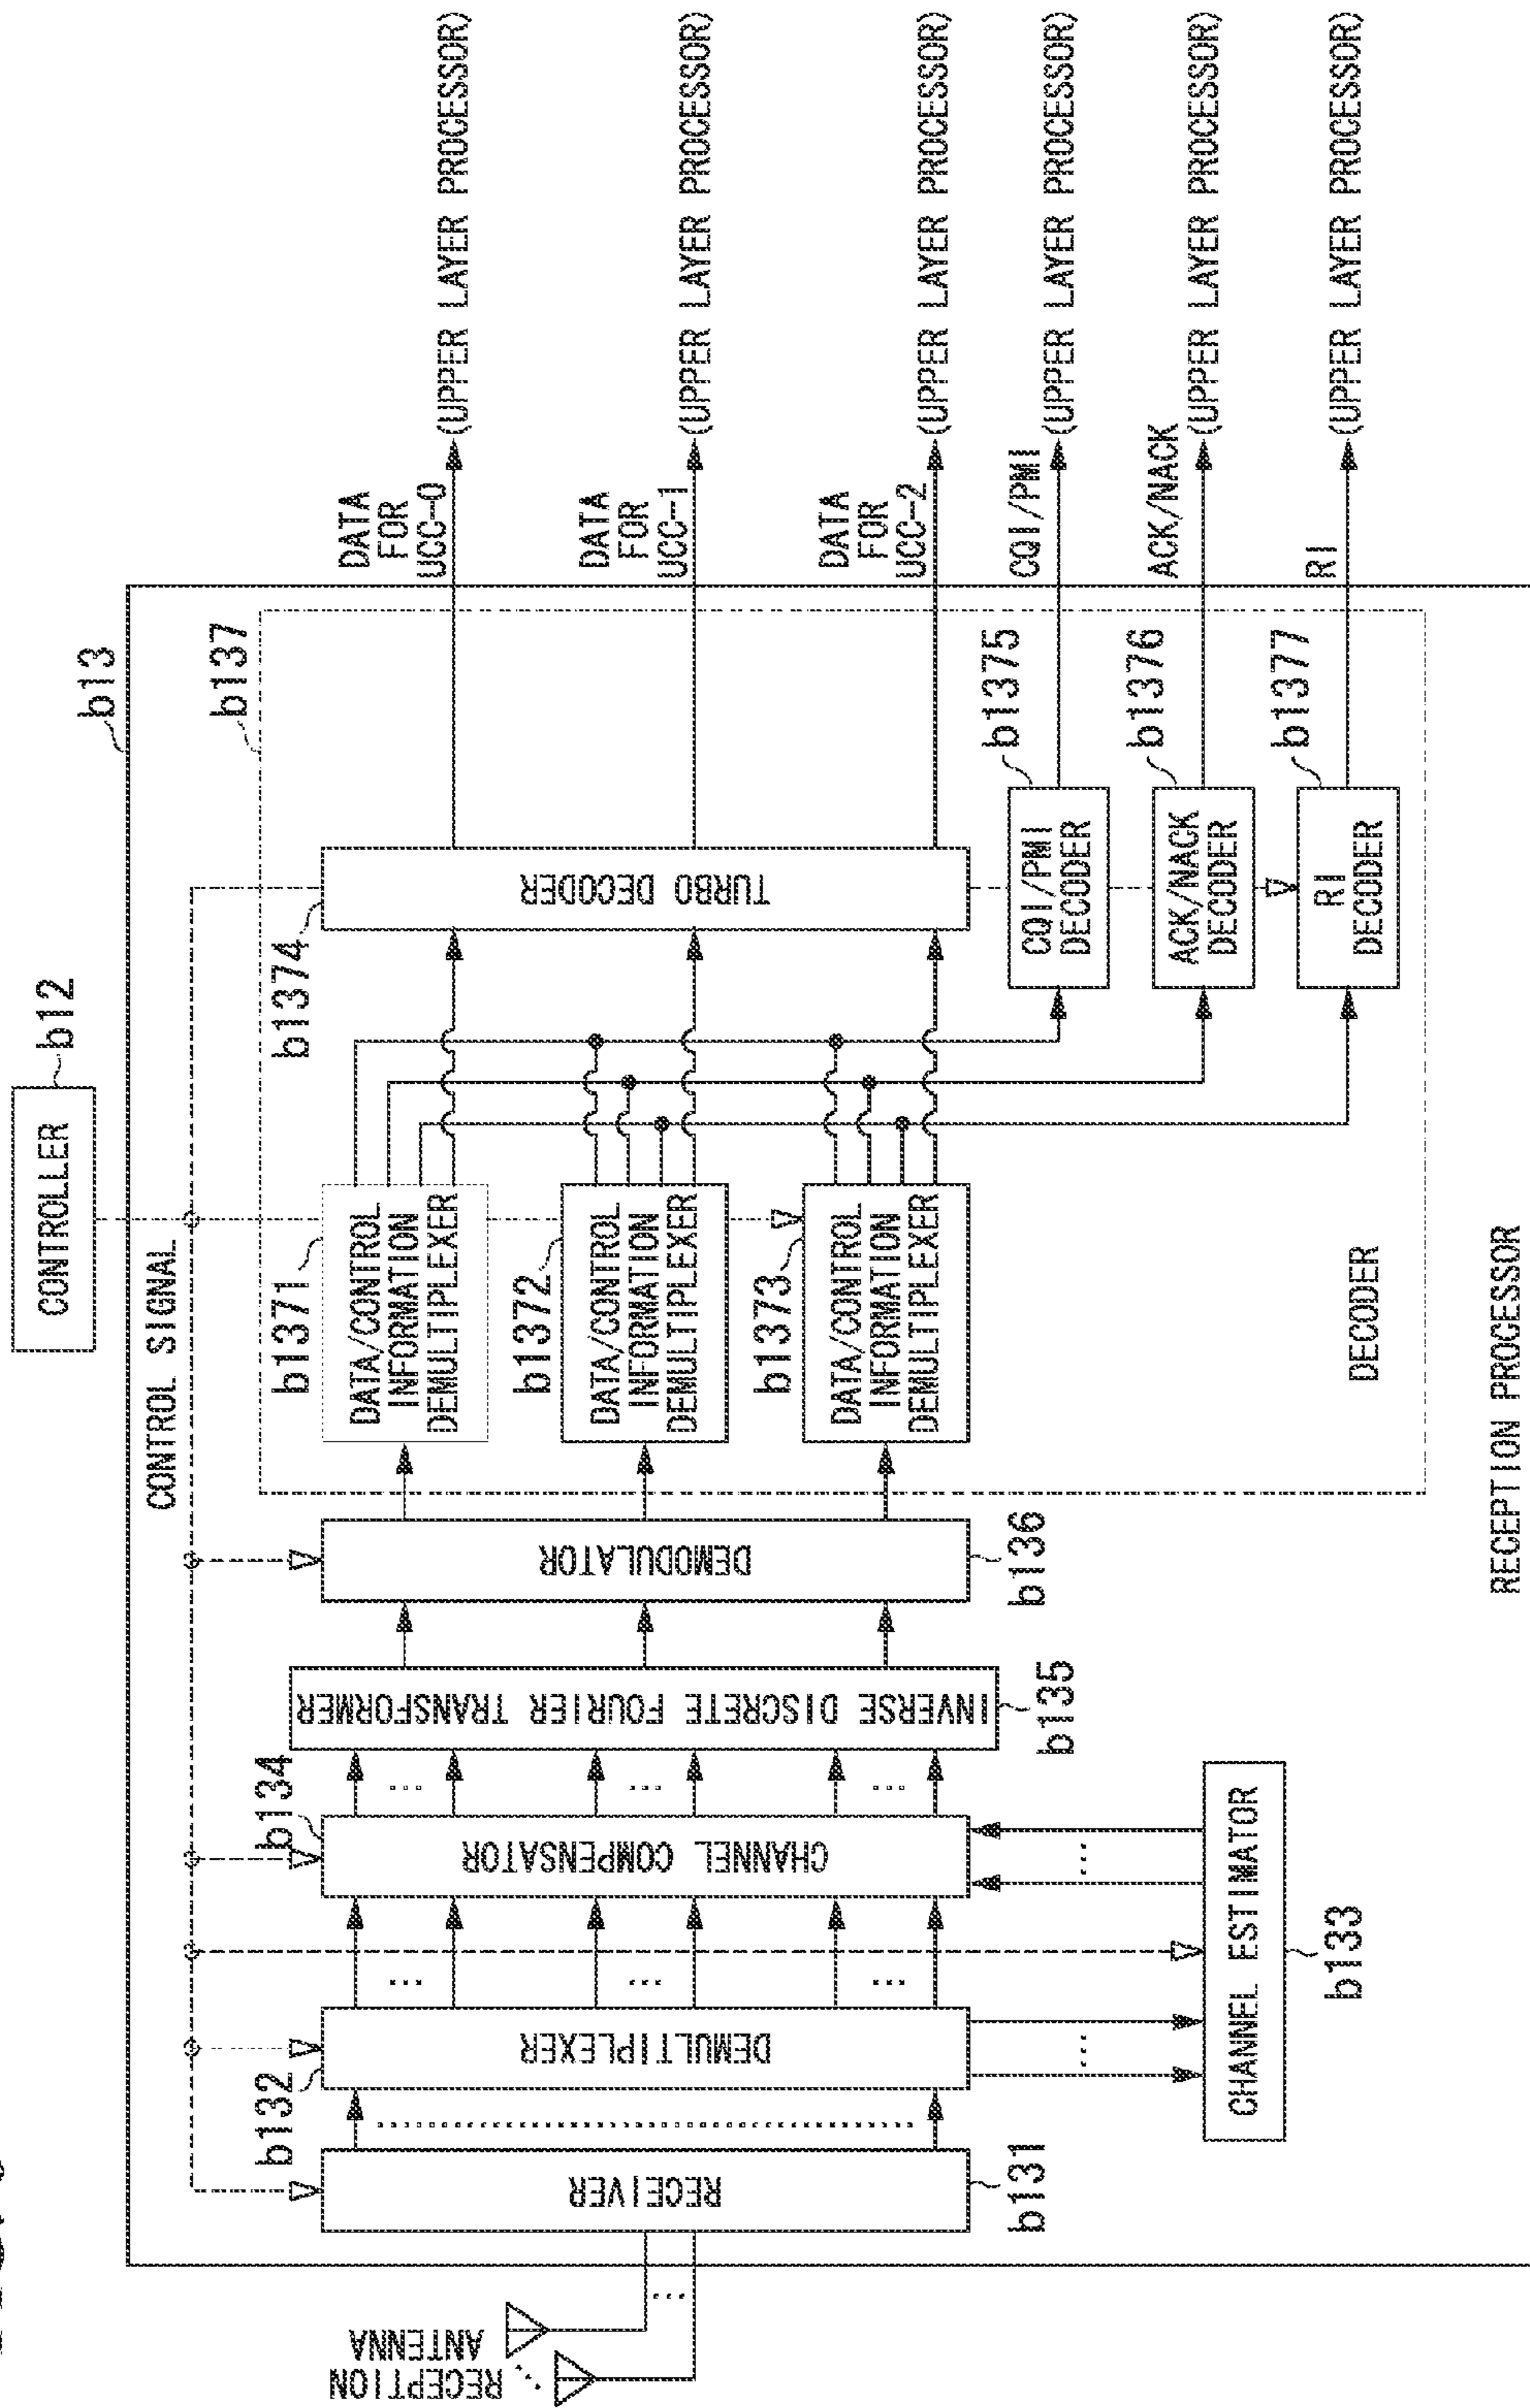 CONTROLLER
b12
b13
CONTROL SIGNAL
b137
RECEPTION
ANTENNA
RECEIVER
b131
DEMULTIPLEXER
b132
CHANNEL ESTIMATOR
b133
CHANNEL COMPENSATOR
b134
INVERSE DISCRETE FOURIER TRANSFORMER
b135
DEMODULATOR
b136
b1371
DATA/CONTROL
INFORMATION
DEMULTIPLEXER
b1372
DATA/CONTROL
INFORMATION
DEMULTIPLEXER
b1373
DATA/CONTROL
INFORMATION
DEMULTIPLEXER
b1374
TURBO DECODER
CQI/PMI
DECODER
b1375
ACK/NACK
DECODER
b1376
RI
DECODER
b1377
DECODER
DATA
FOR
UCC-0
(UPPER LAYER PROCESSOR)
DATA
FOR
UCC-1
(UPPER LAYER PROCESSOR)
DATA
FOR
UCC-2
(UPPER LAYER PROCESSOR)
CQI/PMI
(UPPER LAYER PROCESSOR)
ACK/NACK
(UPPER LAYER PROCESSOR)
RI
(UPPER LAYER PROCESSOR)
RECEPTION PROCESSOR